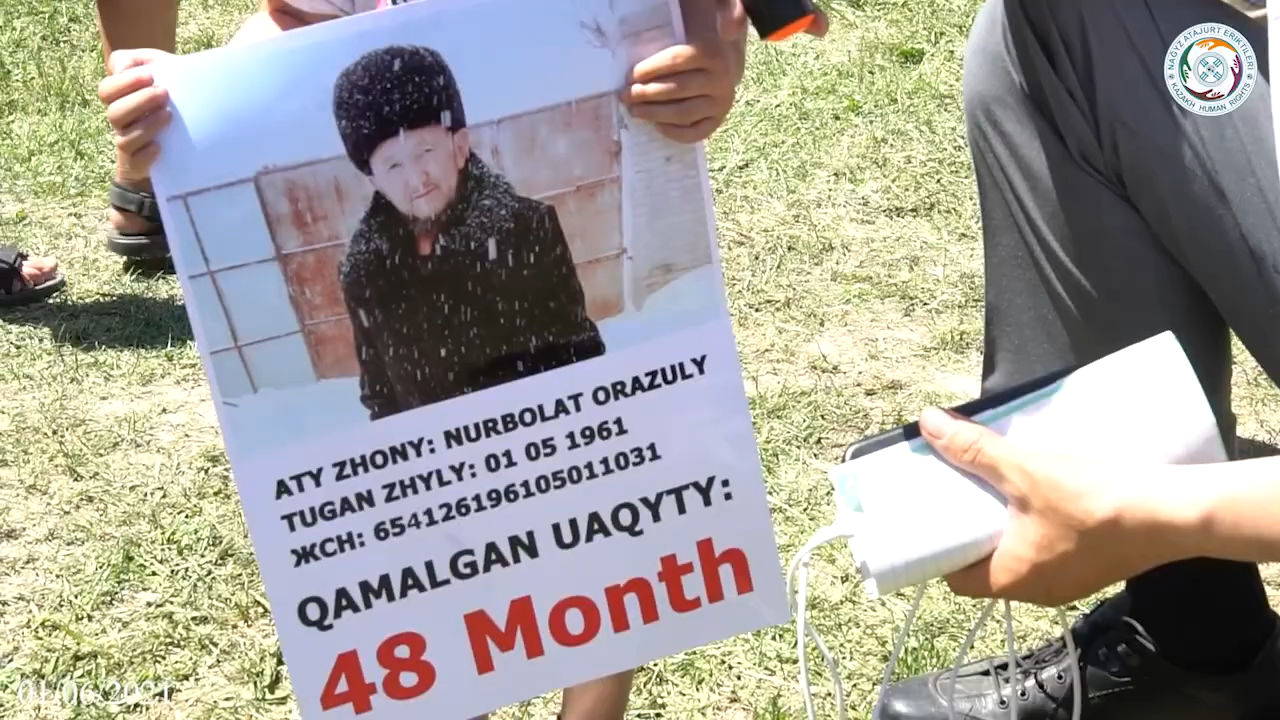 NAGYZ ATAJURT ERIKTILERI
KAZAKH HUMAN RIGHTS
ATY ZHONY: NURBOLAT ORAZULY
TUGAN ZHYLY: 01 05 1961
ЖСН: 654126196105011031
QAMALGAN UAQYTY:
48 Month
01/06/2021